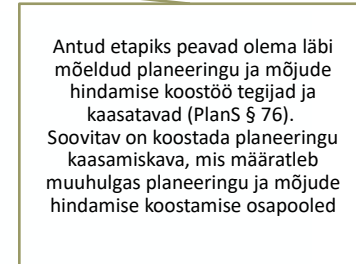 Antud etapiks peavad olema läbi
mõeldud planeeringu ja mõjude
hindamise koostöö tegijad ja
kaasatavad (PlanS § 76).
Soovitav on koostada planeeringu
kaasamiskava, mis määratleb
muuhulgas planeeringu ja mõjude
hindamise koostamise osapooled